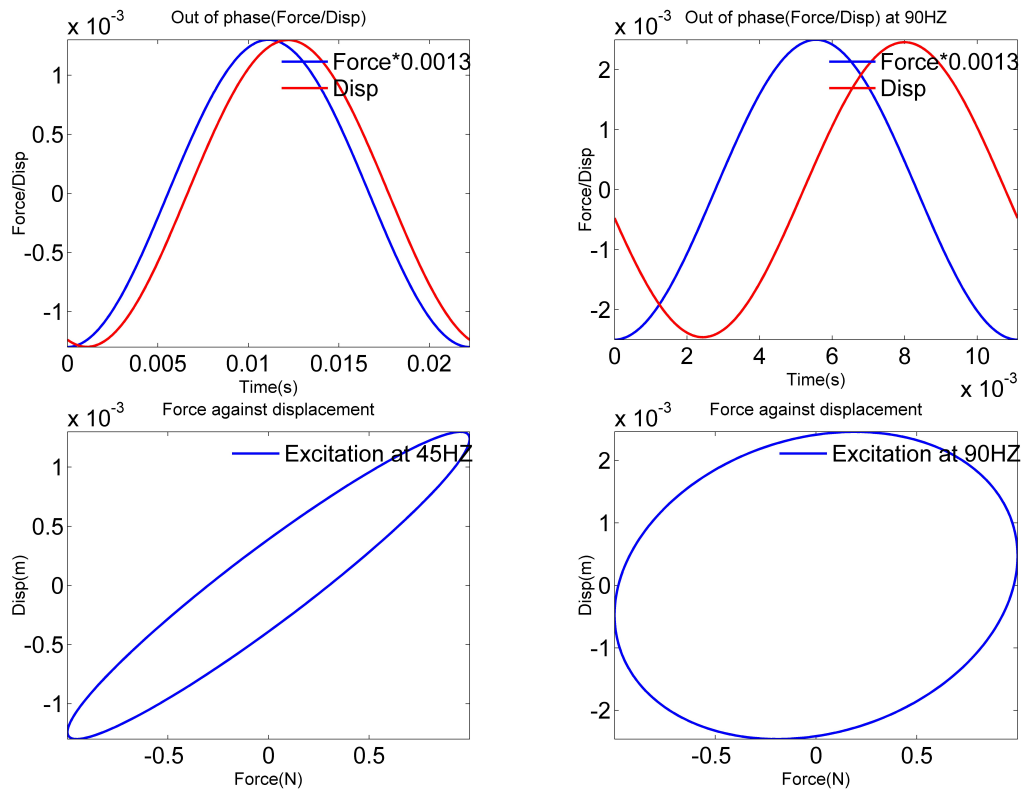 Out of phase(Force/Disp)
x 10^-3
Force*0.0013
Disp
1
0.5
0
-0.5
-1
Force/Disp
0
0.005
0.01
0.015
0.02
Time(s)
Out of phase(Force/Disp) at 90HZ
x 10^-3
Force*0.0013
Disp
2
1
0
-1
-2
Force/Disp
0
2
4
6
8
10
Time(s)
x 10^-3
Force against displacement
x 10^-3
Excitation at 45HZ
1
0.5
0
-0.5
-1
Disp(m)
-0.5
0
0.5
Force(N)
Force against displacement
x 10^-3
Excitation at 90HZ
2
1
0
-1
-2
Disp(m)
-0.5
0
0.5
Force(N)